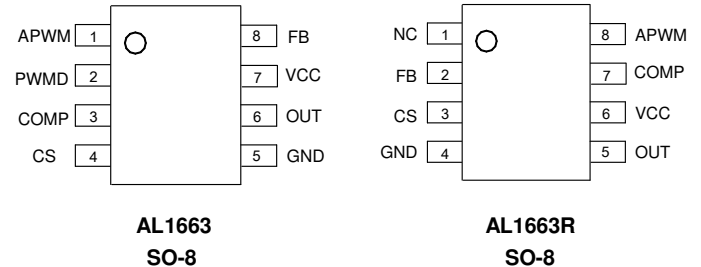 APWM 1 8 FB
PWMD 2 7 VCC
COMP 3 6 OUT
CS 4 5 GND
AL1663
SO-8
NC 1 8 APWM
FB 2 7 COMP
CS 3 6 VCC
GND 4 5 OUT
AL1663R
SO-8